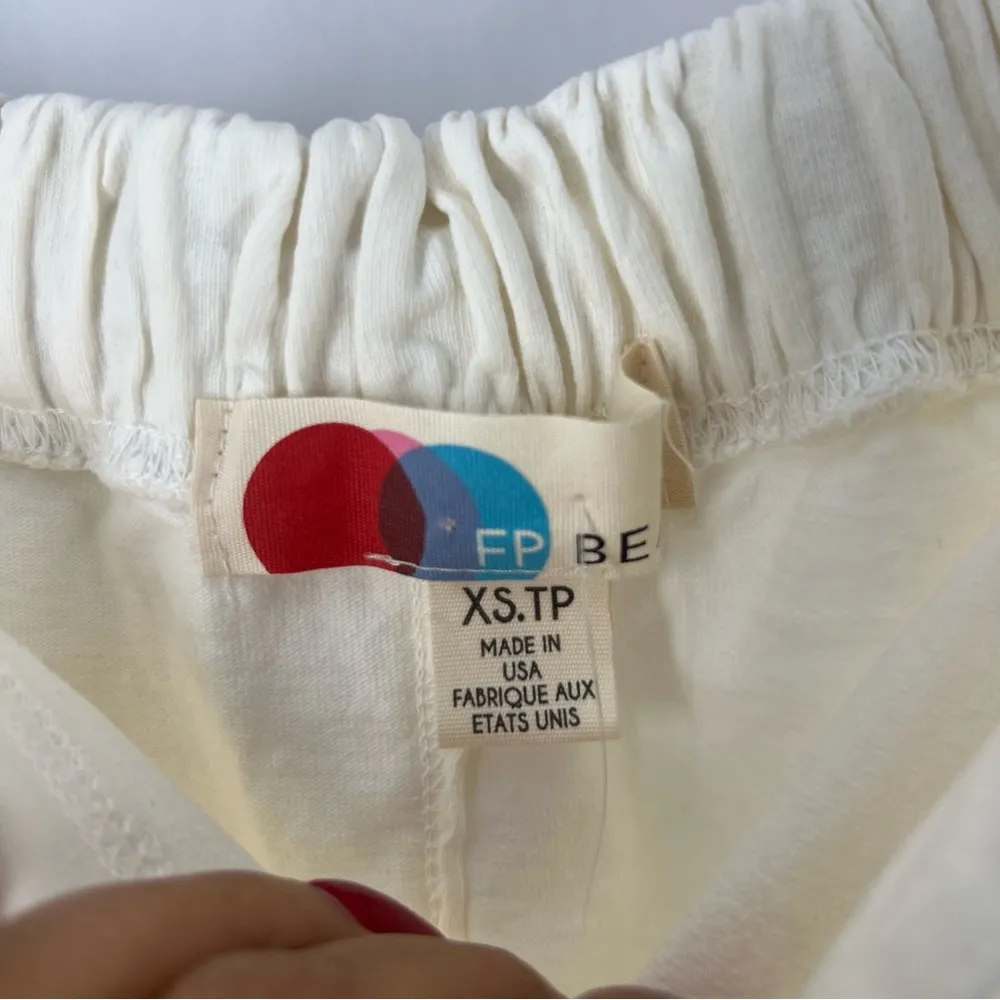 FP BE
XS.TP
MADE IN
USA
FABRIQUE AUX
ETATS UNIS